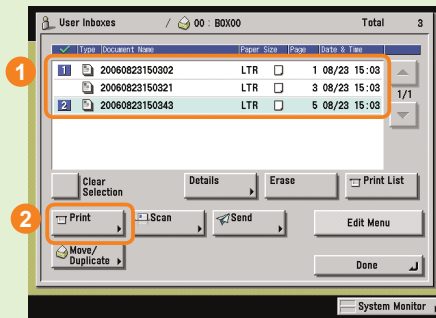 User Inboxes / 00 : BOX00 Total 3
Type Document Name Paper Size Page Date & Time
1 1 20060823150302 LTR 1 08/23 15:03
20060823150321 LTR 3 08/23 15:03
2 20060823150343 LTR 5 08/23 15:03
1/1
Clear Selection Details Erase Print List
2 Print Scan Send Edit Menu
Move/ Duplicate
Done
System Monitor